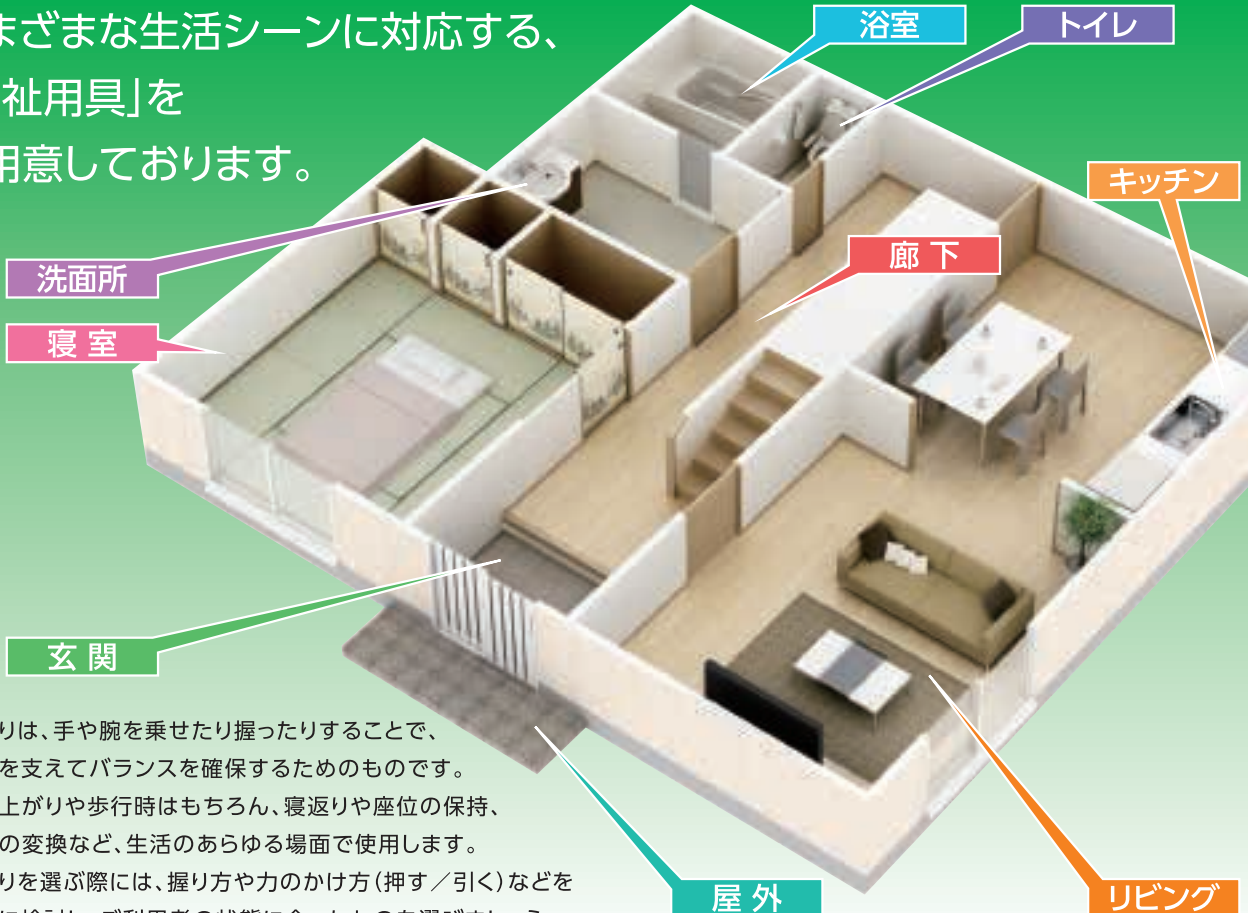 まざまな生活シーンに対応する、
祉用具」を
用意しております。
浴室
トイレ
キッチン
廊 下
洗面所
寝 室
玄 関
りは、手や腕を乗せたり握ったりすることで、
を支えてバランスを確保するためのものです。
上がりや歩行時はもちろん、寝返りや座位の保持、
の変換など、生活のあらゆる場面で使用します。
りを選ぶ際には、握り方や力のかけ方(押す／引く)などを
屋 外
リビング